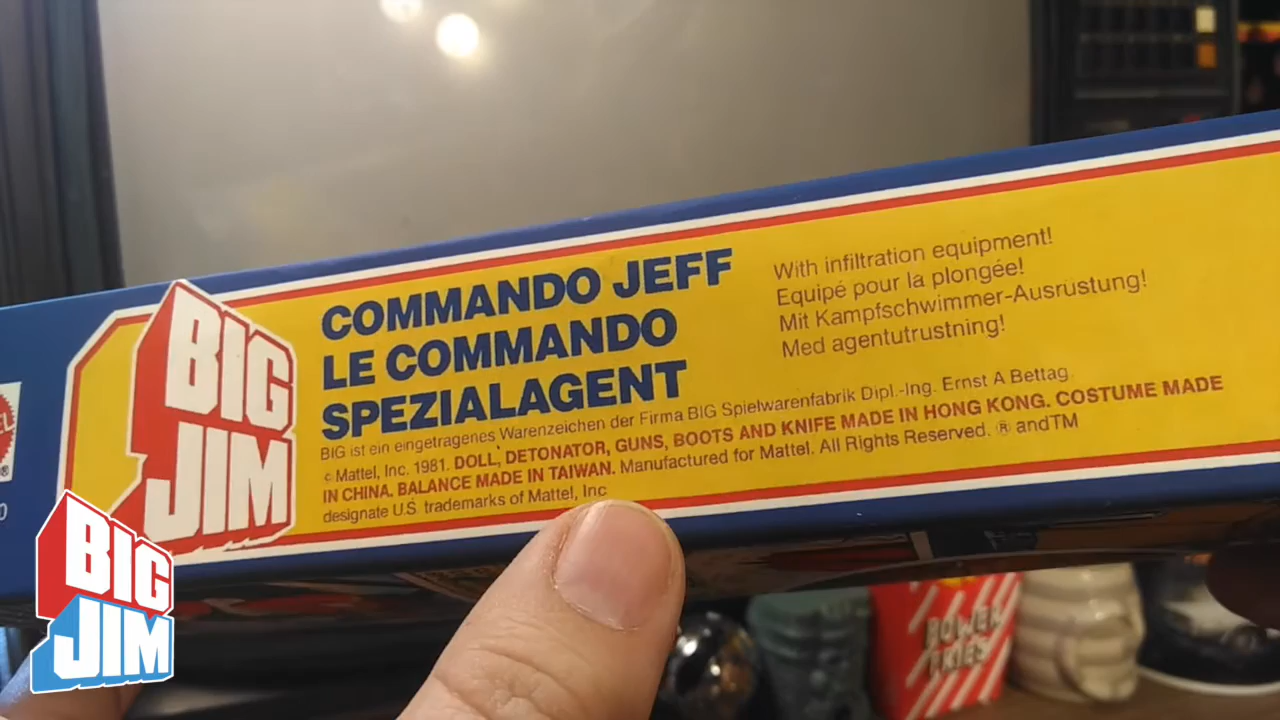 COMMANDO JEFF
LE COMMANDO
SPEZIALAGENT
With infiltration equipment!
Equipé pour la plongée!
Mit Kampfschwimmer-Ausrüstung!
Med agentutrustning!
BIG ist ein eingetragenes Warenzeichen der Firma BIG Spielwarenfabrik Dipl.-Ing. Ernst A Bettag
© Mattel, Inc. 1981. DOLL, DETONATOR, GUNS, BOOTS AND KNIFE MADE IN HONG KONG. COSTUME MADE
IN CHINA. BALANCE MADE IN TAIWAN. Manufactured for Mattel. All Rights Reserved. ® and TM
designate U.S. trademarks of Mattel, Inc
BIG
JIM
BIG
JIM
POWER
FRIES